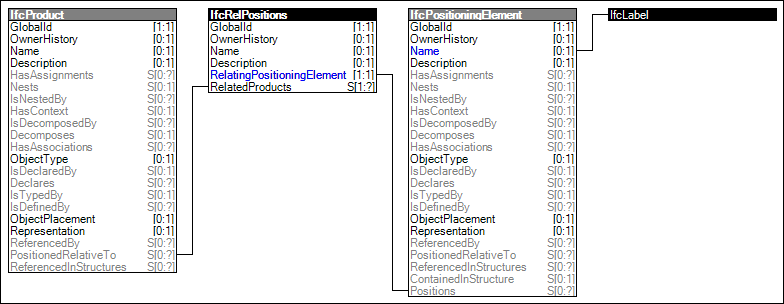 IfcProduct
GlobalId [1:1]
OwnerHistory [0:1]
Name [0:1]
Description [0:1]
HasAssignments S[0:?]
Nests S[0:1]
IsNestedBy S[0:?]
HasContext S[0:1]
IsDecomposedBy S[0:?]
Decomposes S[0:1]
HasAssociations S[0:?]
ObjectType [0:1]
IsDeclaredBy S[0:1]
Declares S[0:?]
IsTypedBy S[0:1]
IsDefinedBy S[0:?]
ObjectPlacement [0:1]
Representation [0:1]
ReferencedBy S[0:?]
PositionedRelativeTo S[0:?]
ReferencedInStructures S[0:?]
IfcRelPositions
GlobalId [1:1]
OwnerHistory [0:1]
Name [0:1]
Description [0:1]
RelatingPositioningElement [1:1]
RelatedProducts S[1:?]
IfcPositioningElement
GlobalId [1:1]
OwnerHistory [0:1]
Name [0:1]
Description [0:1]
HasAssignments S[0:?]
Nests S[0:1]
IsNestedBy S[0:?]
HasContext S[0:1]
IsDecomposedBy S[0:?]
Decomposes S[0:1]
HasAssociations S[0:?]
ObjectType [0:1]
IsDeclaredBy S[0:1]
Declares S[0:?]
IsTypedBy S[0:1]
IsDefinedBy S[0:?]
ObjectPlacement [0:1]
Representation [0:1]
ReferencedBy S[0:?]
PositionedRelativeTo S[0:?]
ReferencedInStructures S[0:?]
ContainedInStructure S[0:1]
Positions S[0:?]
IfcLabel